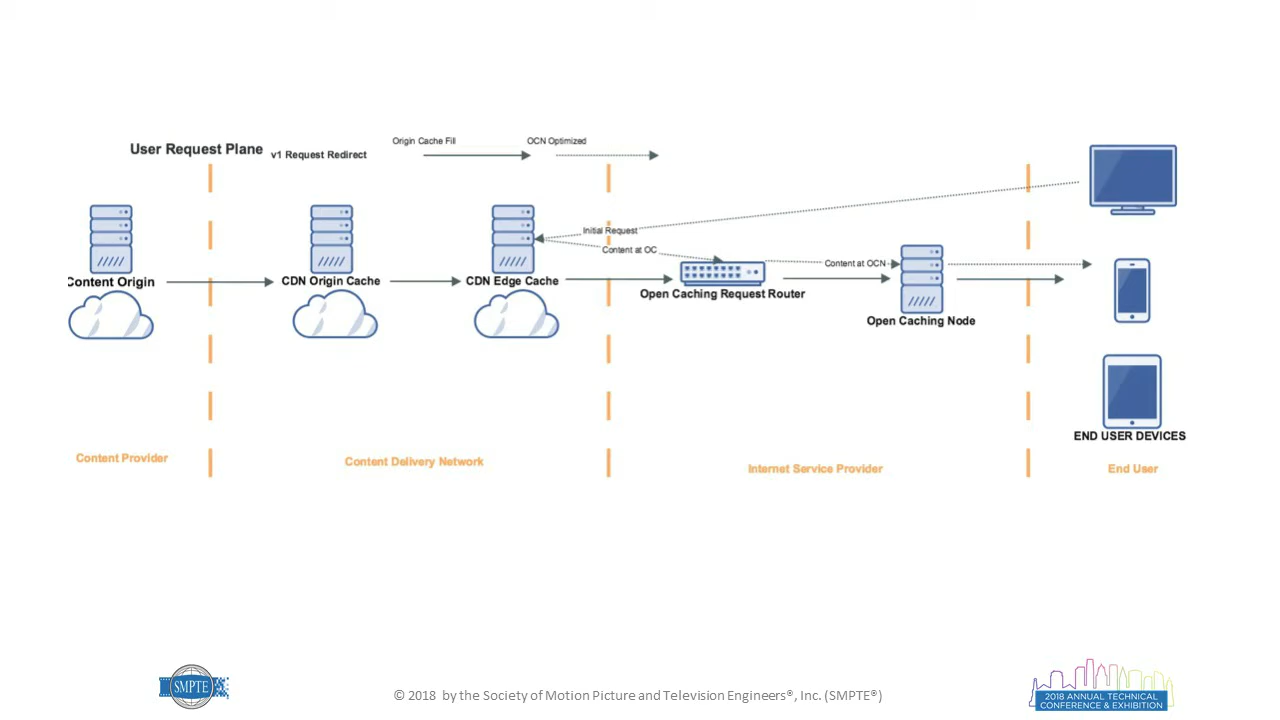 User Request Plane
v1 Request Redirect
Origin Cache Fill
OCN Optimized
Initial Request
Content at OC
Content at OCN
Content Origin
CDN Origin Cache
CDN Edge Cache
Open Caching Request Router
Open Caching Node
END USER DEVICES
Content Provider
Content Delivery Network
Internet Service Provider
End User
SMPTE
© 2018 by the Society of Motion Picture and Television Engineers®, Inc. (SMPTE®)
2018 ANNUAL TECHNICAL
CONFERENCE & EXHIBITION